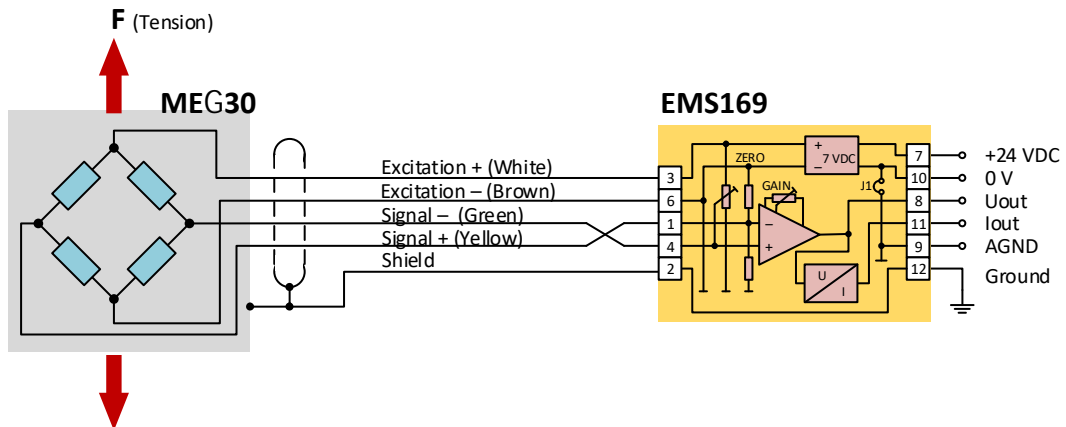 F (Tension)
MEG30
EMS169
Excitation + (White)
Excitation – (Brown)
Signal – (Green)
Signal + (Yellow)
Shield
3
6
1
4
2
ZERO
GAIN
+
–
7 VDC
J1
–
+
U
I
7
10
8
11
9
12
+24 VDC
0 V
Uout
Iout
AGND
Ground